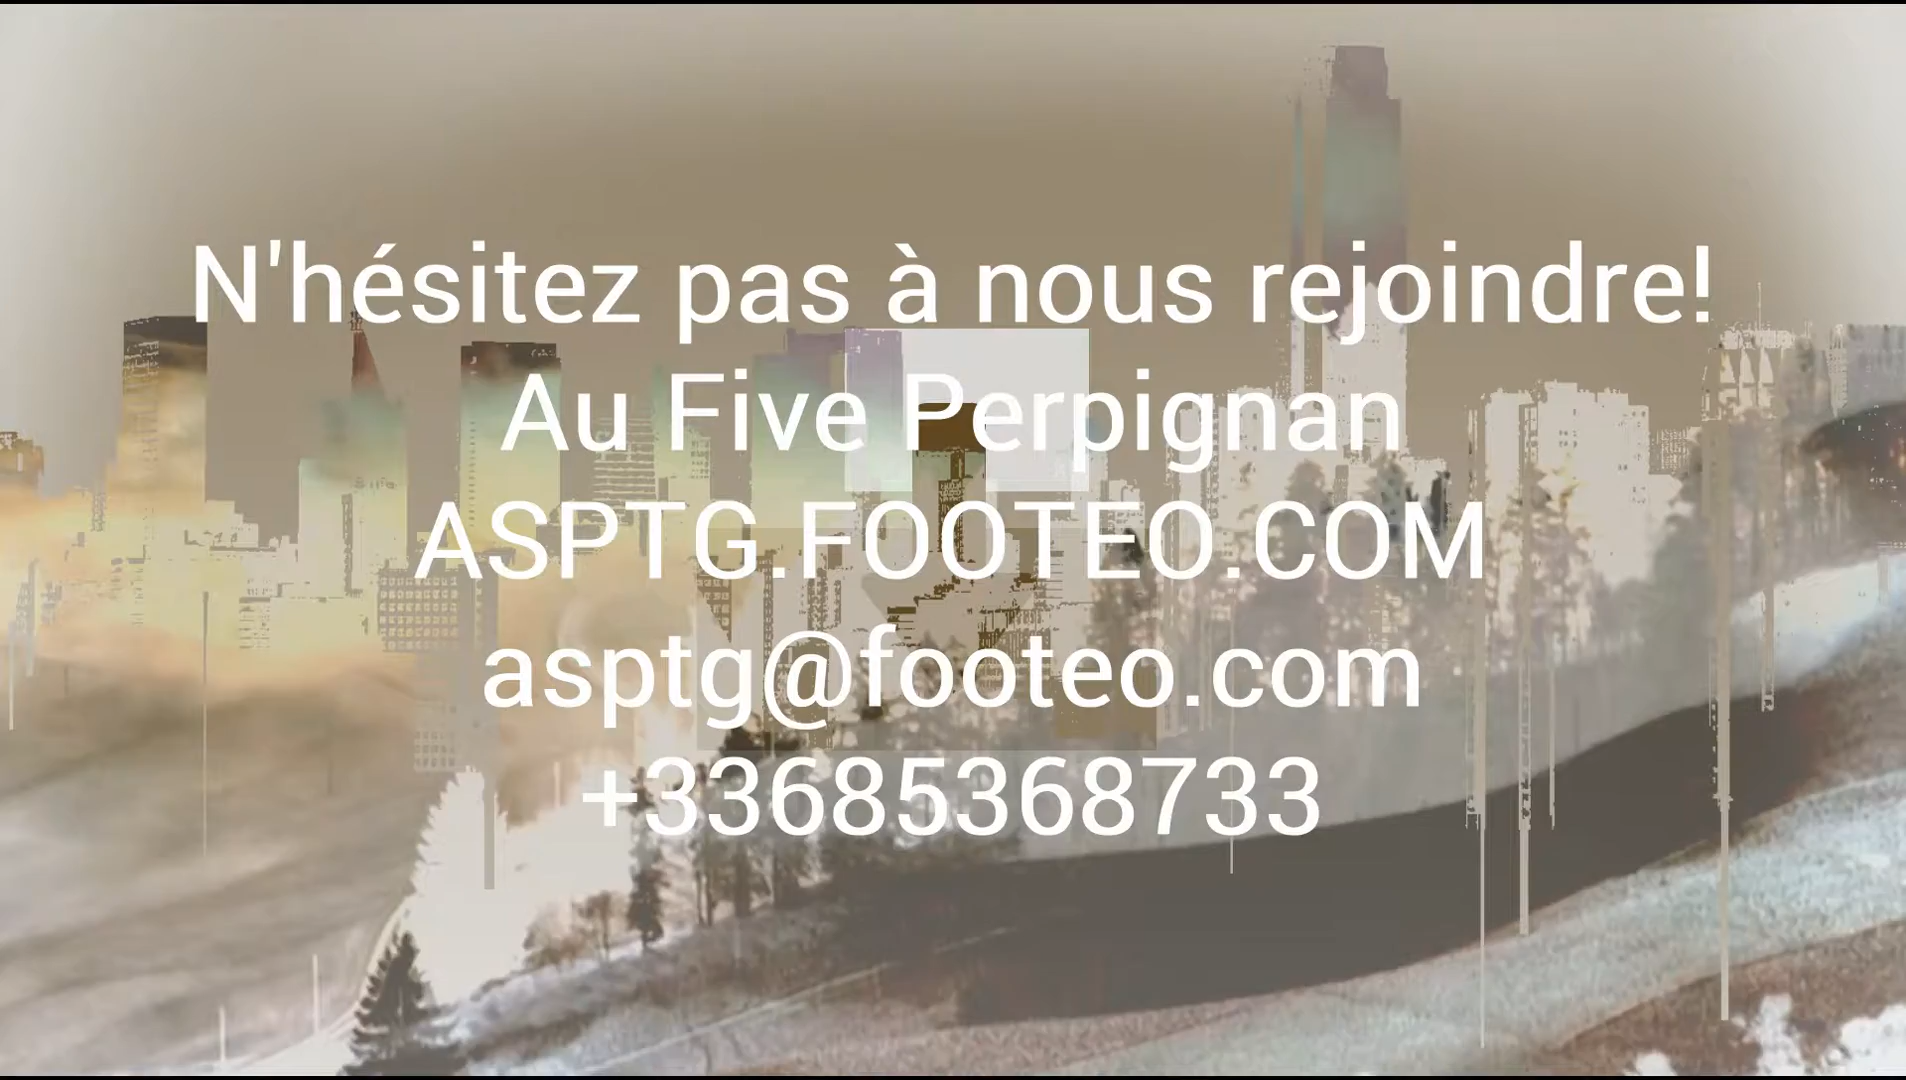 N'hésitez pas à nous rejoindre!
Au Five Perpignan
ASPTG.FOOTEO.COM
asptg@footeo.com
+33685368733